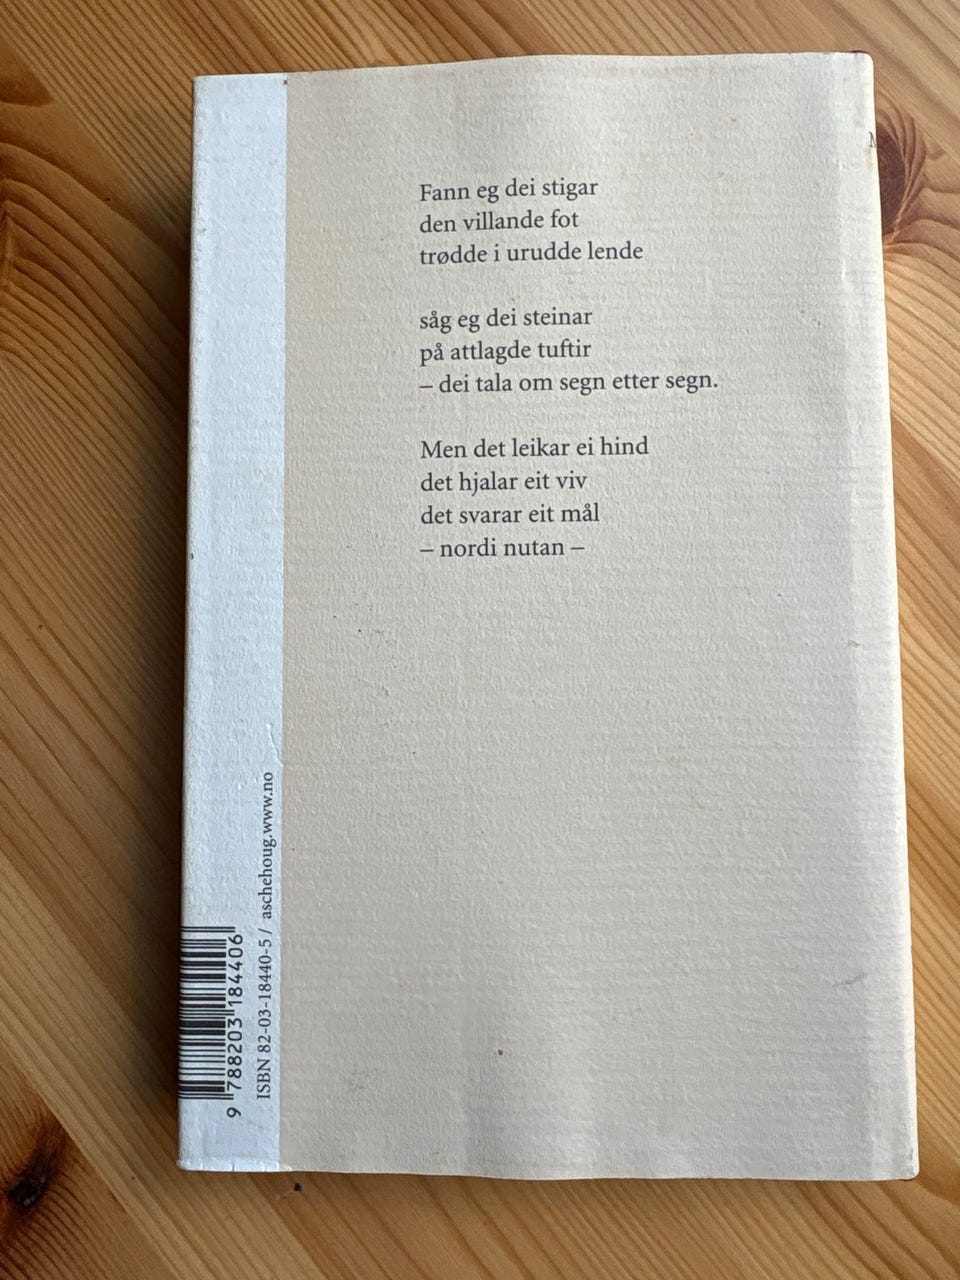 Fann eg dei stigar
den villande fot
trødde i urudde lende
såg eg dei steinar
på attlagde tuftir
– dei tala om segn etter segn.
Men det leikar ei hind
det hjalar eit viv
det svarar eit mål
– nordi nutan –
ISBN 82-03-18440-5 / aschehoug.www.no
9 788203 184406